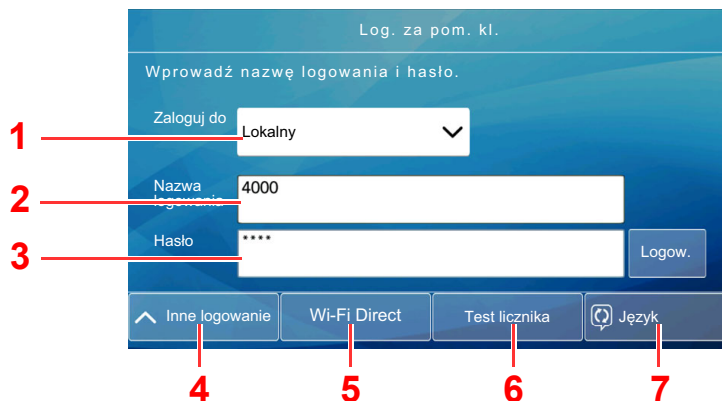 Log. za pom. kl.
Wprowadź nazwę logowania i hasło.
Zaloguj do
1
Lokalny
Nazwa
logowania
2
4000
Hasło
3
****
Logow.
Inne logowanie
Wi-Fi Direct
Test licznika
Język
4
5
6
7